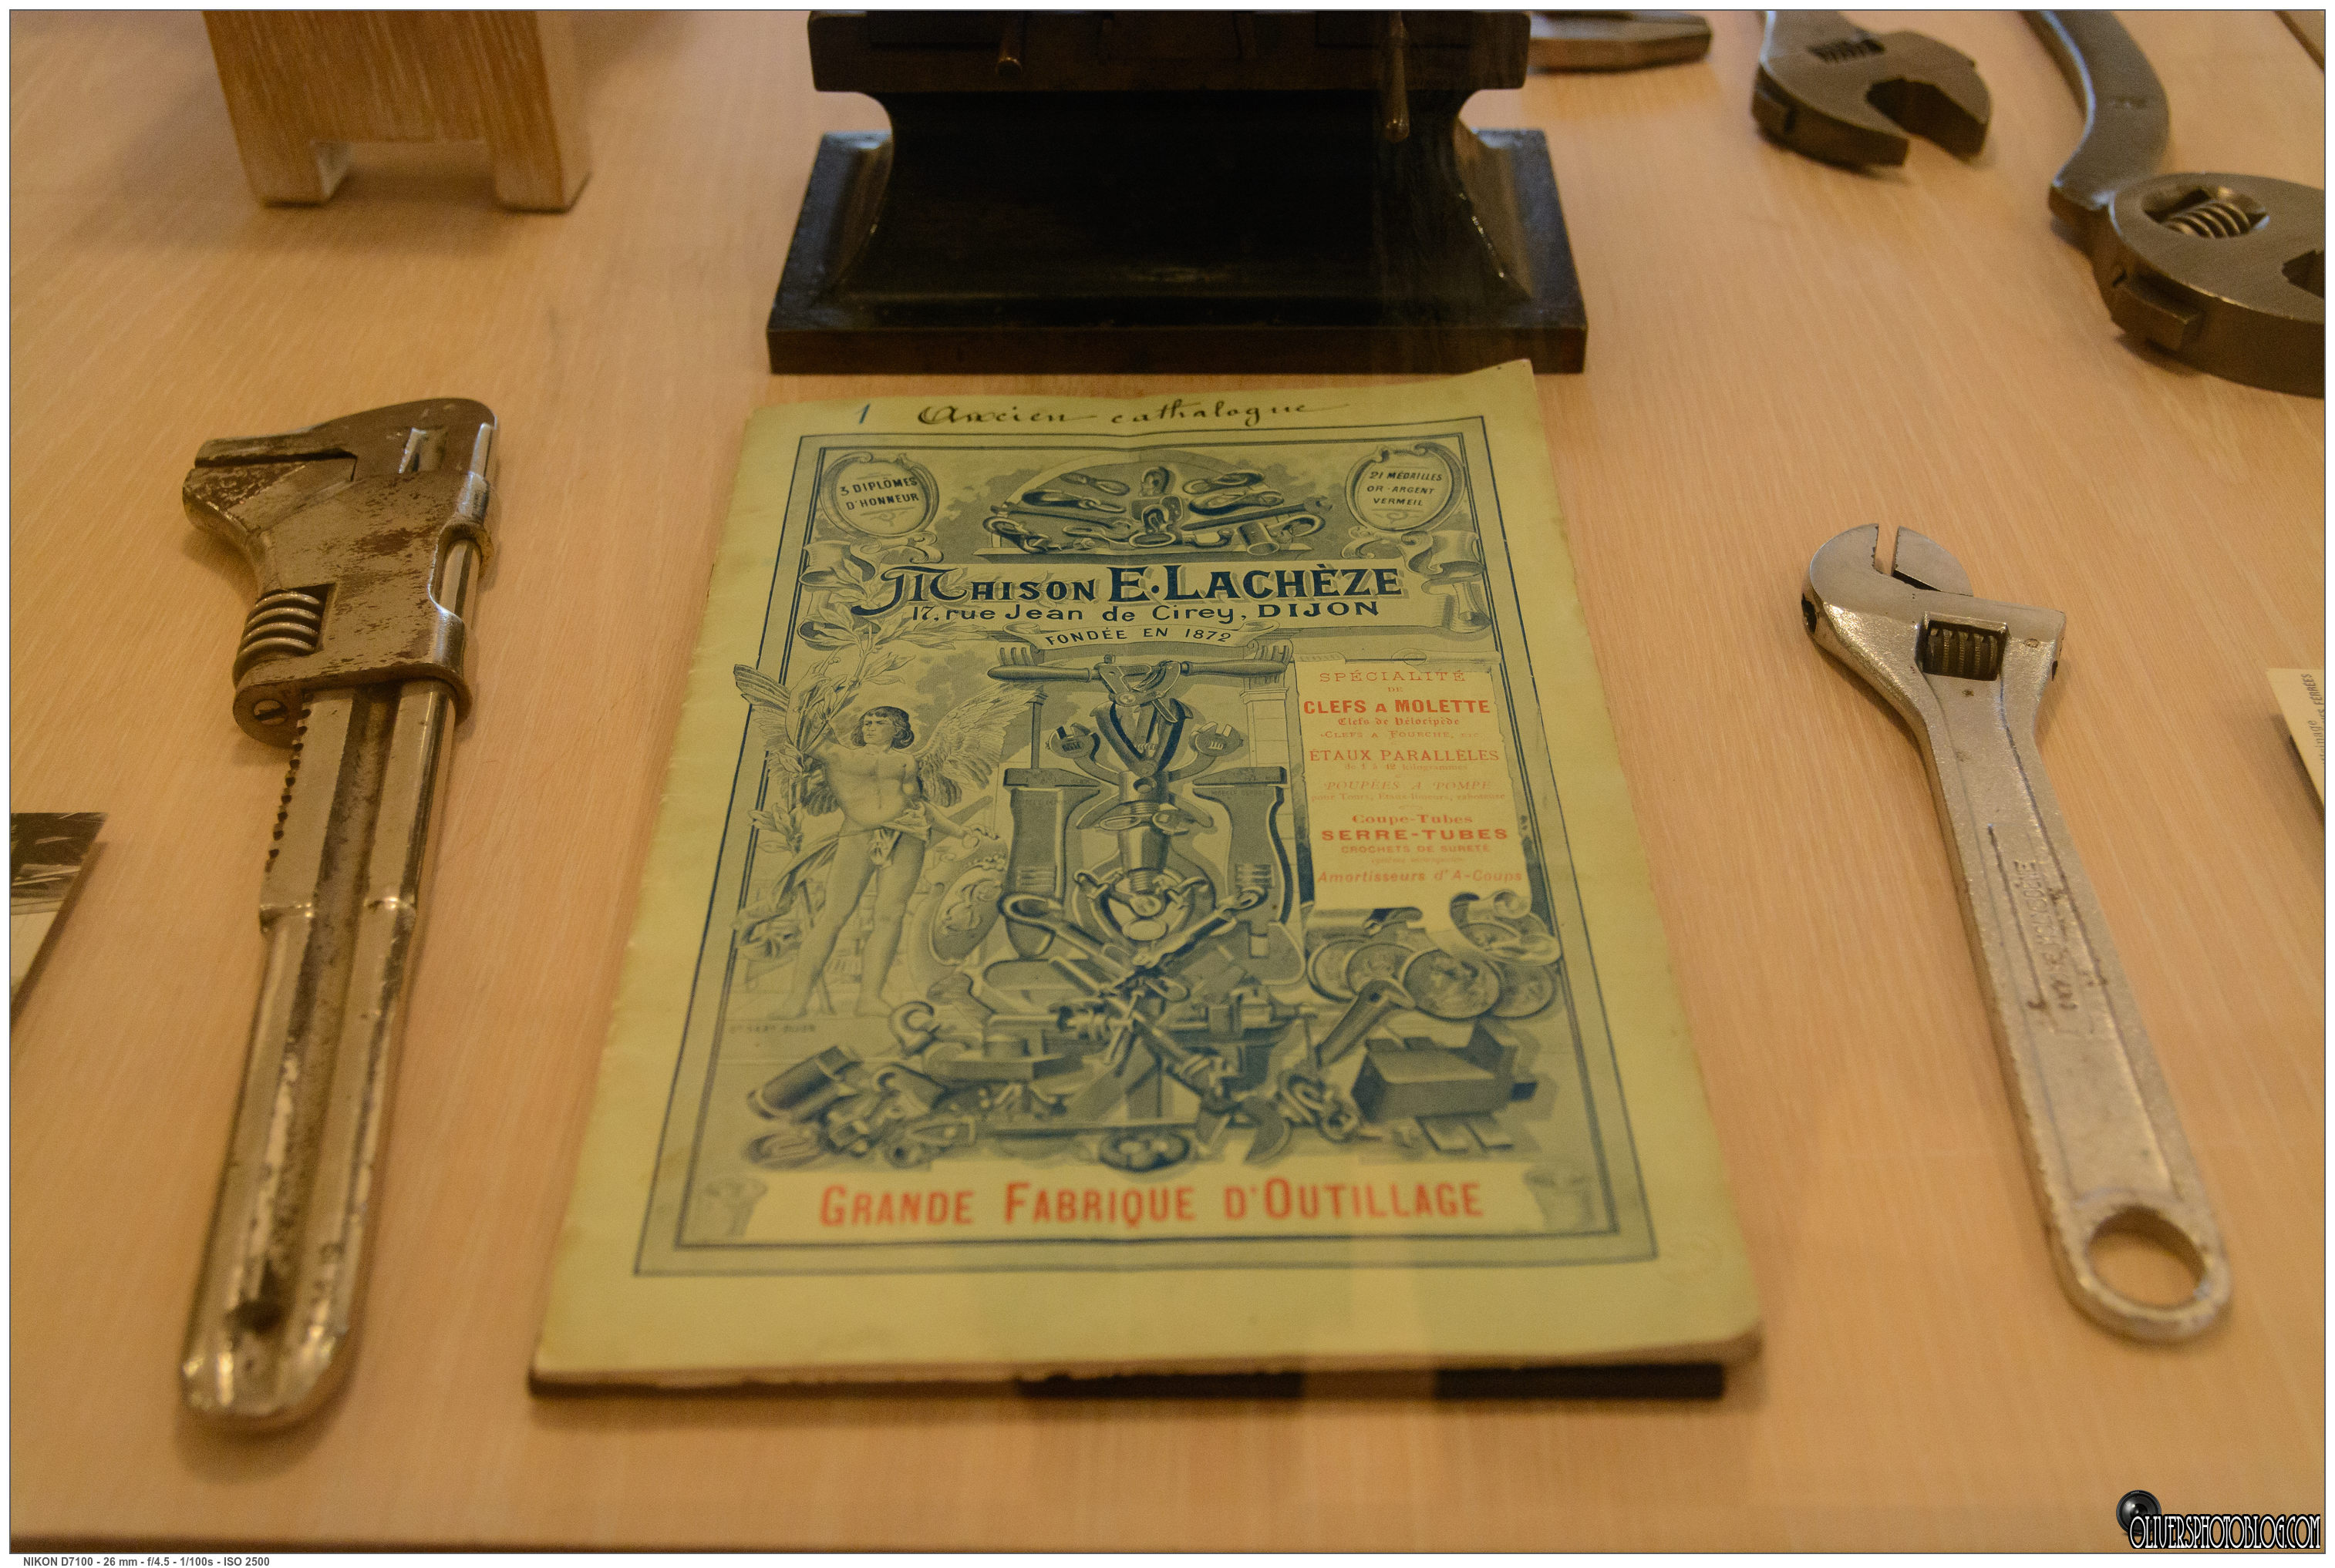 1 Ancien cathalogue
3 DIPLÔMES
D'HONNEUR
21 MÉDAILLES
OR - ARGENT
VERMEIL
MAISON E. LACHÈZE
17, rue Jean de Cirey, DIJON
FONDÉE EN 1872
SPÉCIALITÉ
DE
CLEFS A MOLETTE
Clefs de Vélocipède
CLEFS A FOURCHE, etc
ÉTAUX PARALLÈLES
POUPÉES A POMPE
Coupe-Tubes
SERRE-TUBES
CROCHETS DE SURETÉ
Amortisseurs d'A-Coups
GRANDE FABRIQUE D'OUTILLAGE
OLIVERSPHOTOBLOG.COM
NIKON D7100 - 26 mm - f/4.5 - 1/100s - ISO 2500